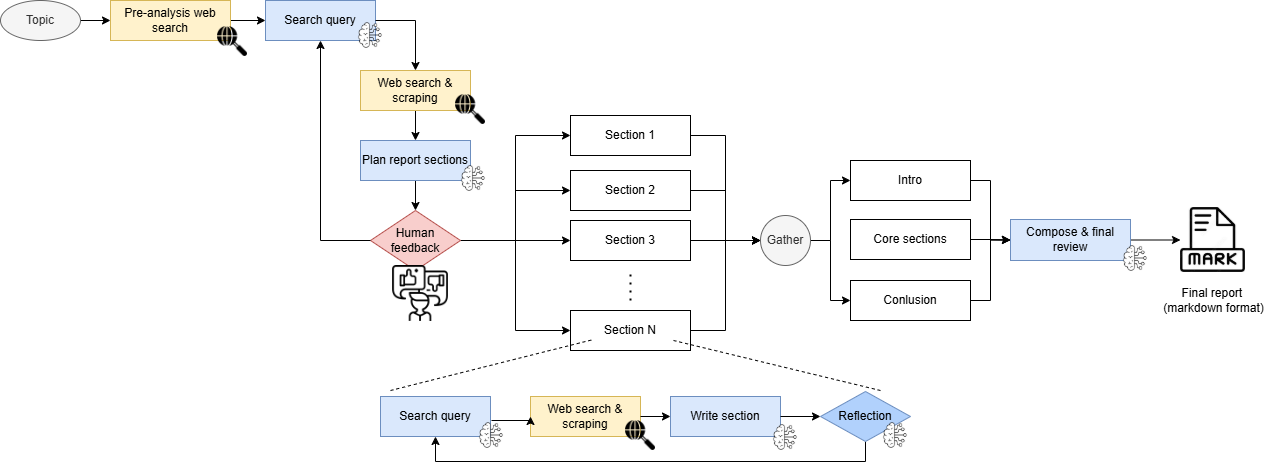 Topic
Pre-analysis web
search
Search query
Web search &
scraping
Plan report sections
Human
feedback
Section 1
Section 2
Section 3
Section N
Gather
Intro
Core sections
Conlusion
Compose & final
review
MARK
Final report
(markdown format)
Search query
Web search &
scraping
Write section
Reflection